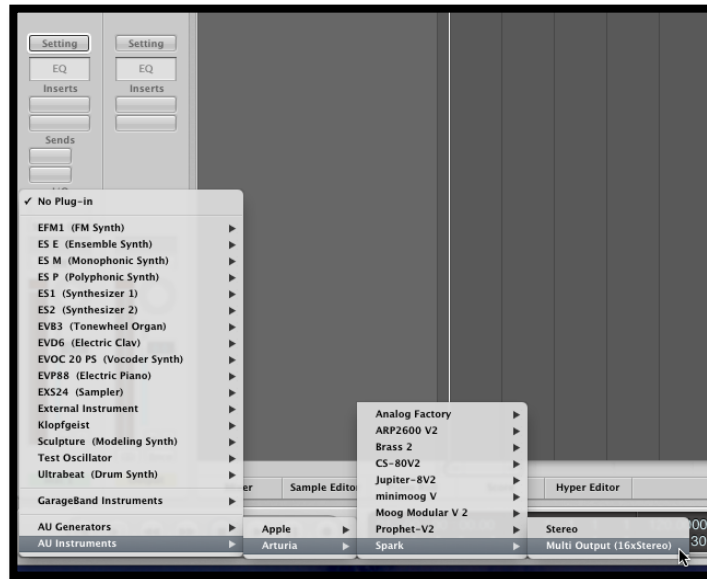 Setting
Setting
EQ
EQ
Inserts
Inserts
Sends
✓ No Plug-in
EFM1 (FM Synth)
ES E (Ensemble Synth)
ES M (Monophonic Synth)
ES P (Polyphonic Synth)
ES1 (Synthesizer 1)
ES2 (Synthesizer 2)
EVB3 (Tonewheel Organ)
EVD6 (Electric Clav)
EVOC 20 PS (Vocoder Synth)
EVP88 (Electric Piano)
EXS24 (Sampler)
External Instrument
Klopfgeist
Sculpture (Modeling Synth)
Test Oscillator
Ultrabeat (Drum Synth)
GarageBand Instruments
AU Generators
AU Instruments
Apple
Arturia
Analog Factory
ARP2600 V2
Brass 2
CS-80V2
Jupiter-8V2
minimoog V
Moog Modular V 2
Prophet-V2
Spark
Stereo
Multi Output (16xStereo)
Sample Editor
Hyper Editor